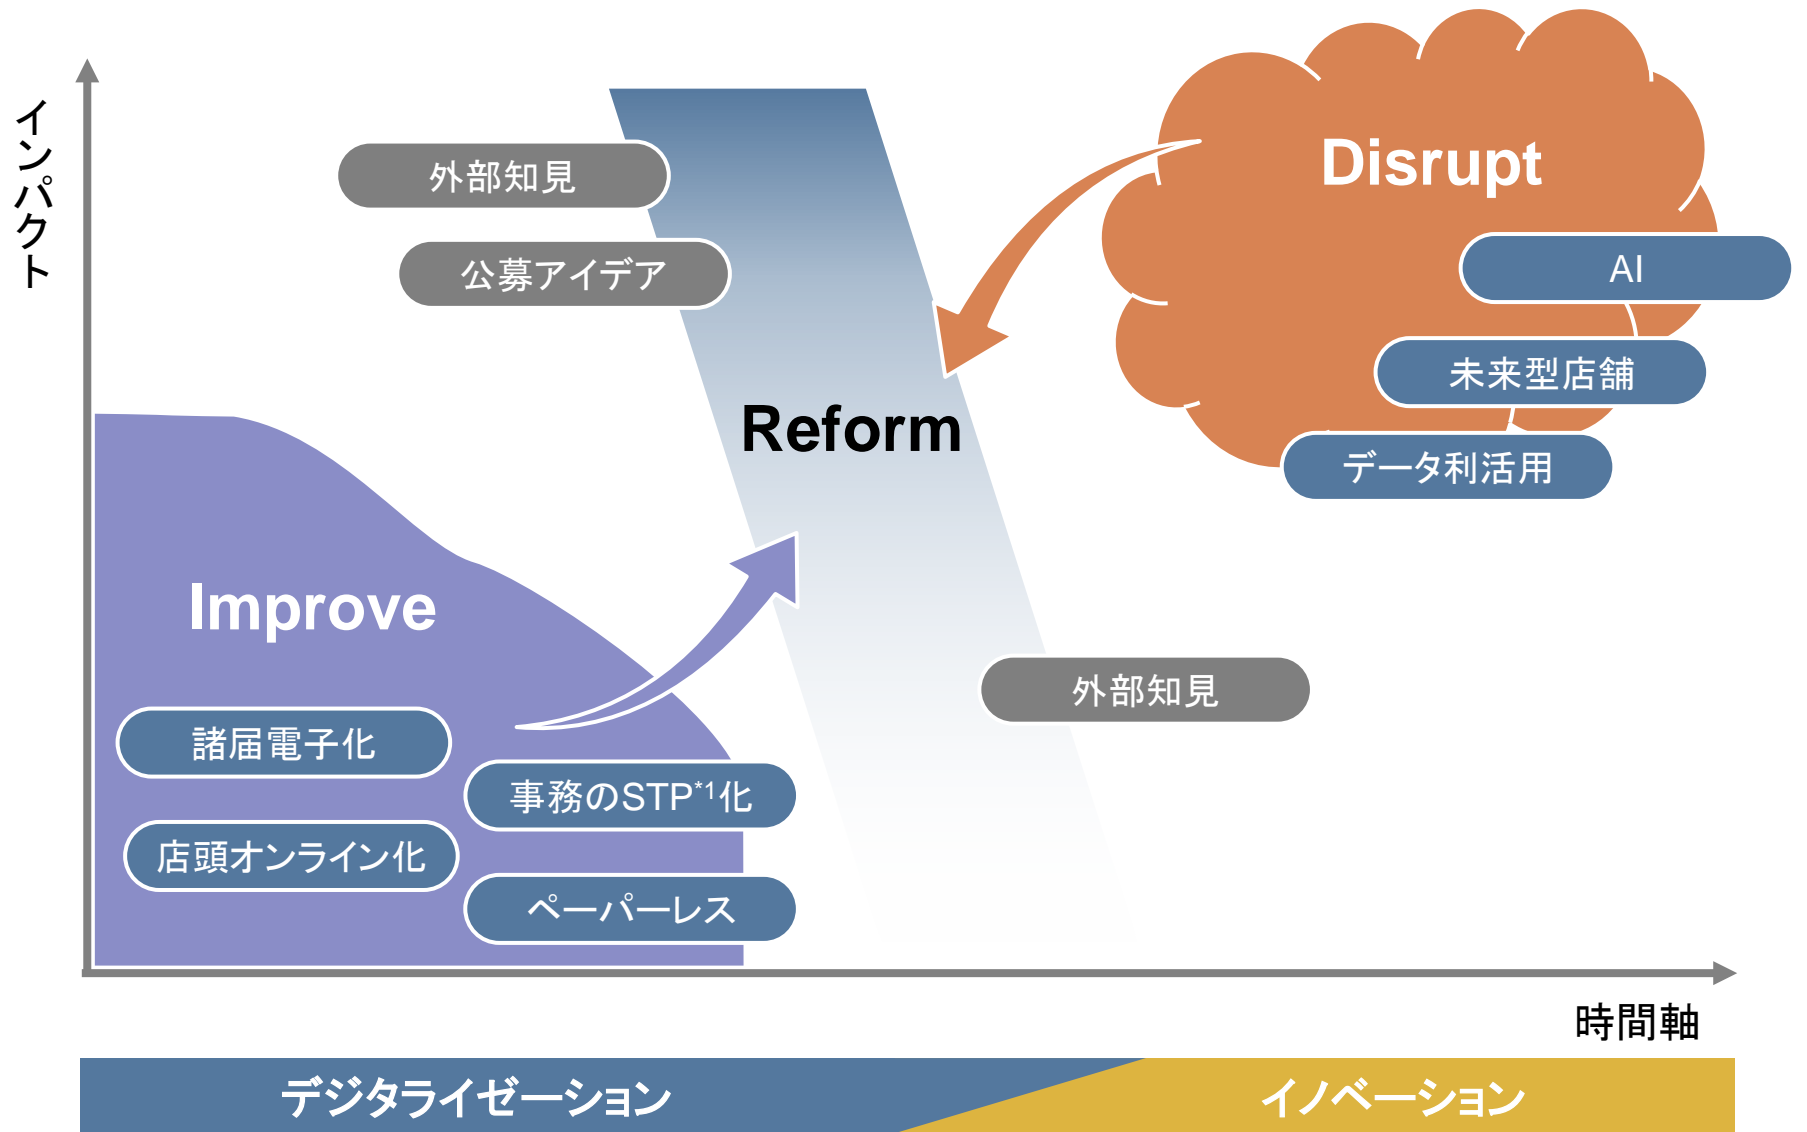 インパクト
外部知見
公募アイデア
Disrupt
AI
未来型店舗
データ利活用
Reform
Improve
外部知見
諸届電子化
事務のSTP*1化
店頭オンライン化
ペーパーレス
時間軸
デジタライゼーション
イノベーション